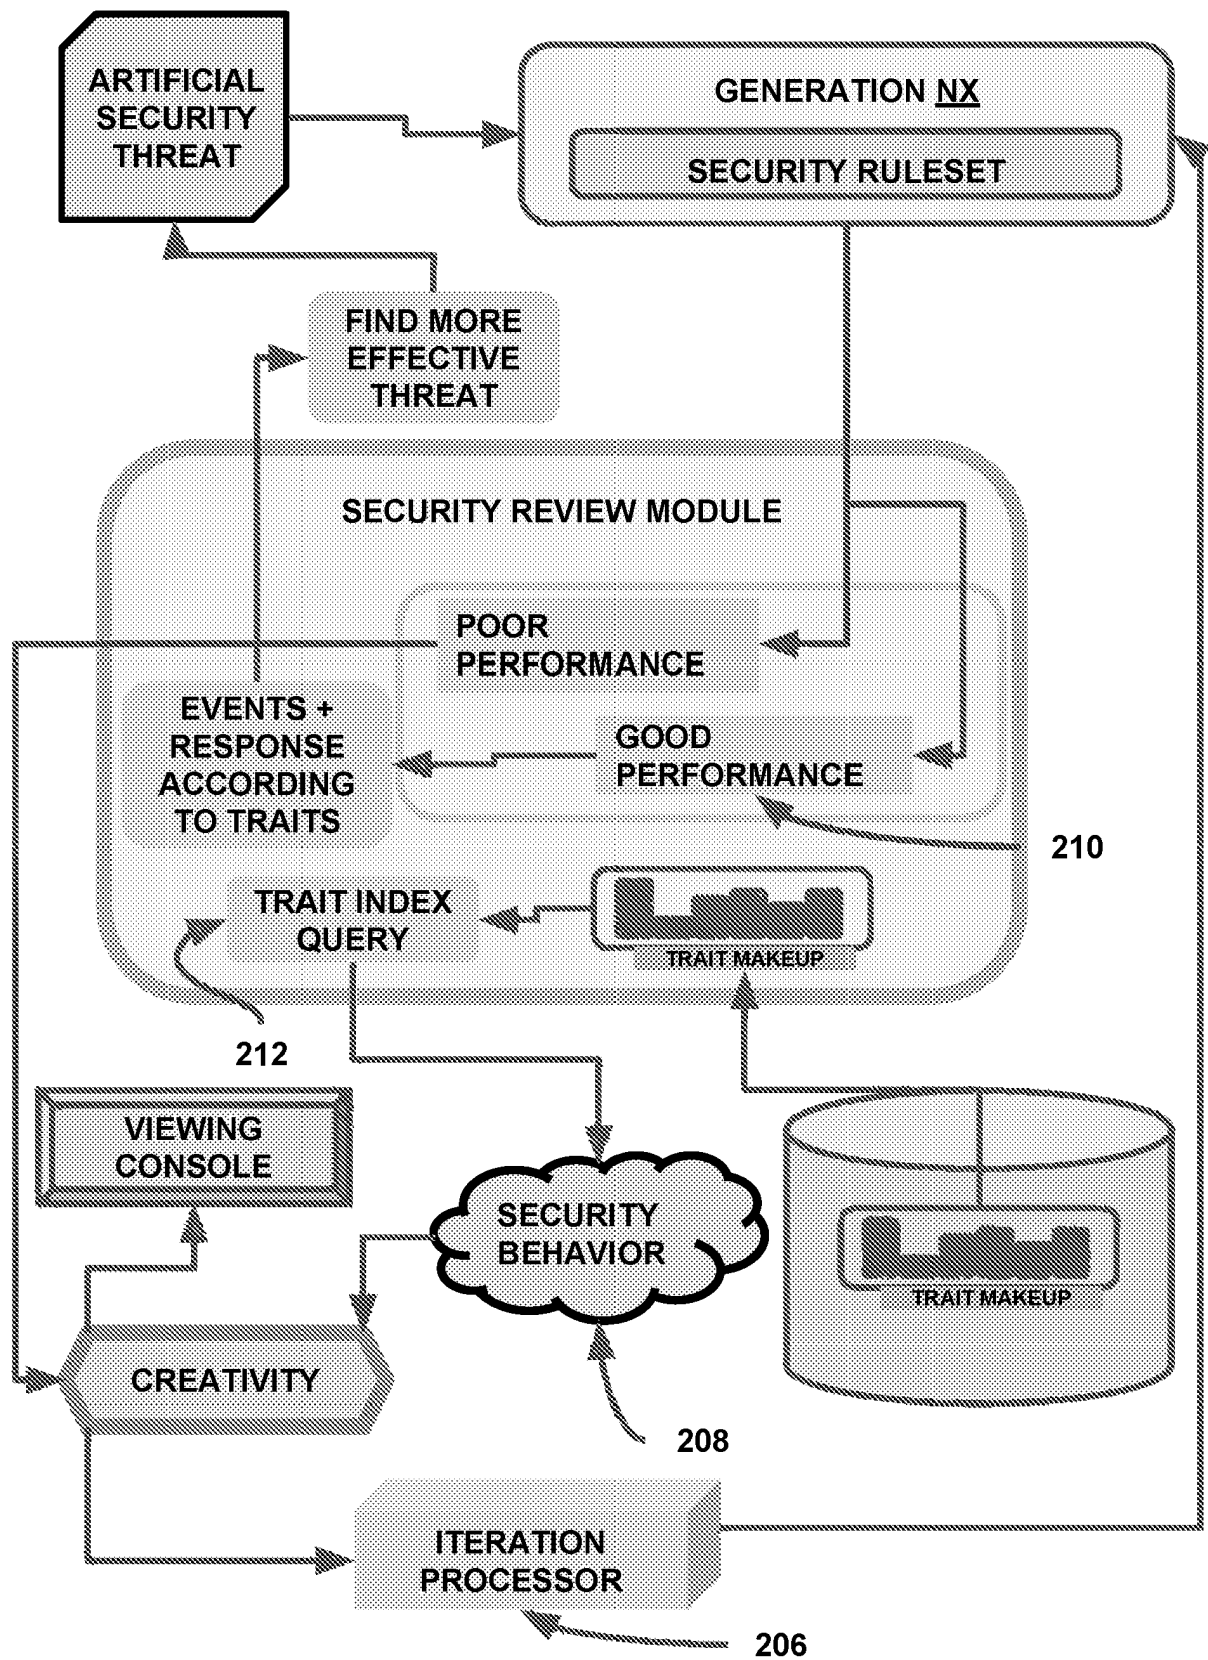 ARTIFICIAL
SECURITY
THREAT
GENERATION NX
SECURITY RULESET
FIND MORE
EFFECTIVE
THREAT
SECURITY REVIEW MODULE
POOR
PERFORMANCE
EVENTS +
RESPONSE
ACCORDING
TO TRAITS
GOOD
PERFORMANCE
210
TRAIT INDEX
QUERY
TRAIT MAKEUP
212
VIEWING
CONSOLE
SECURITY
BEHAVIOR
TRAIT MAKEUP
CREATIVITY
208
ITERATION
PROCESSOR
206